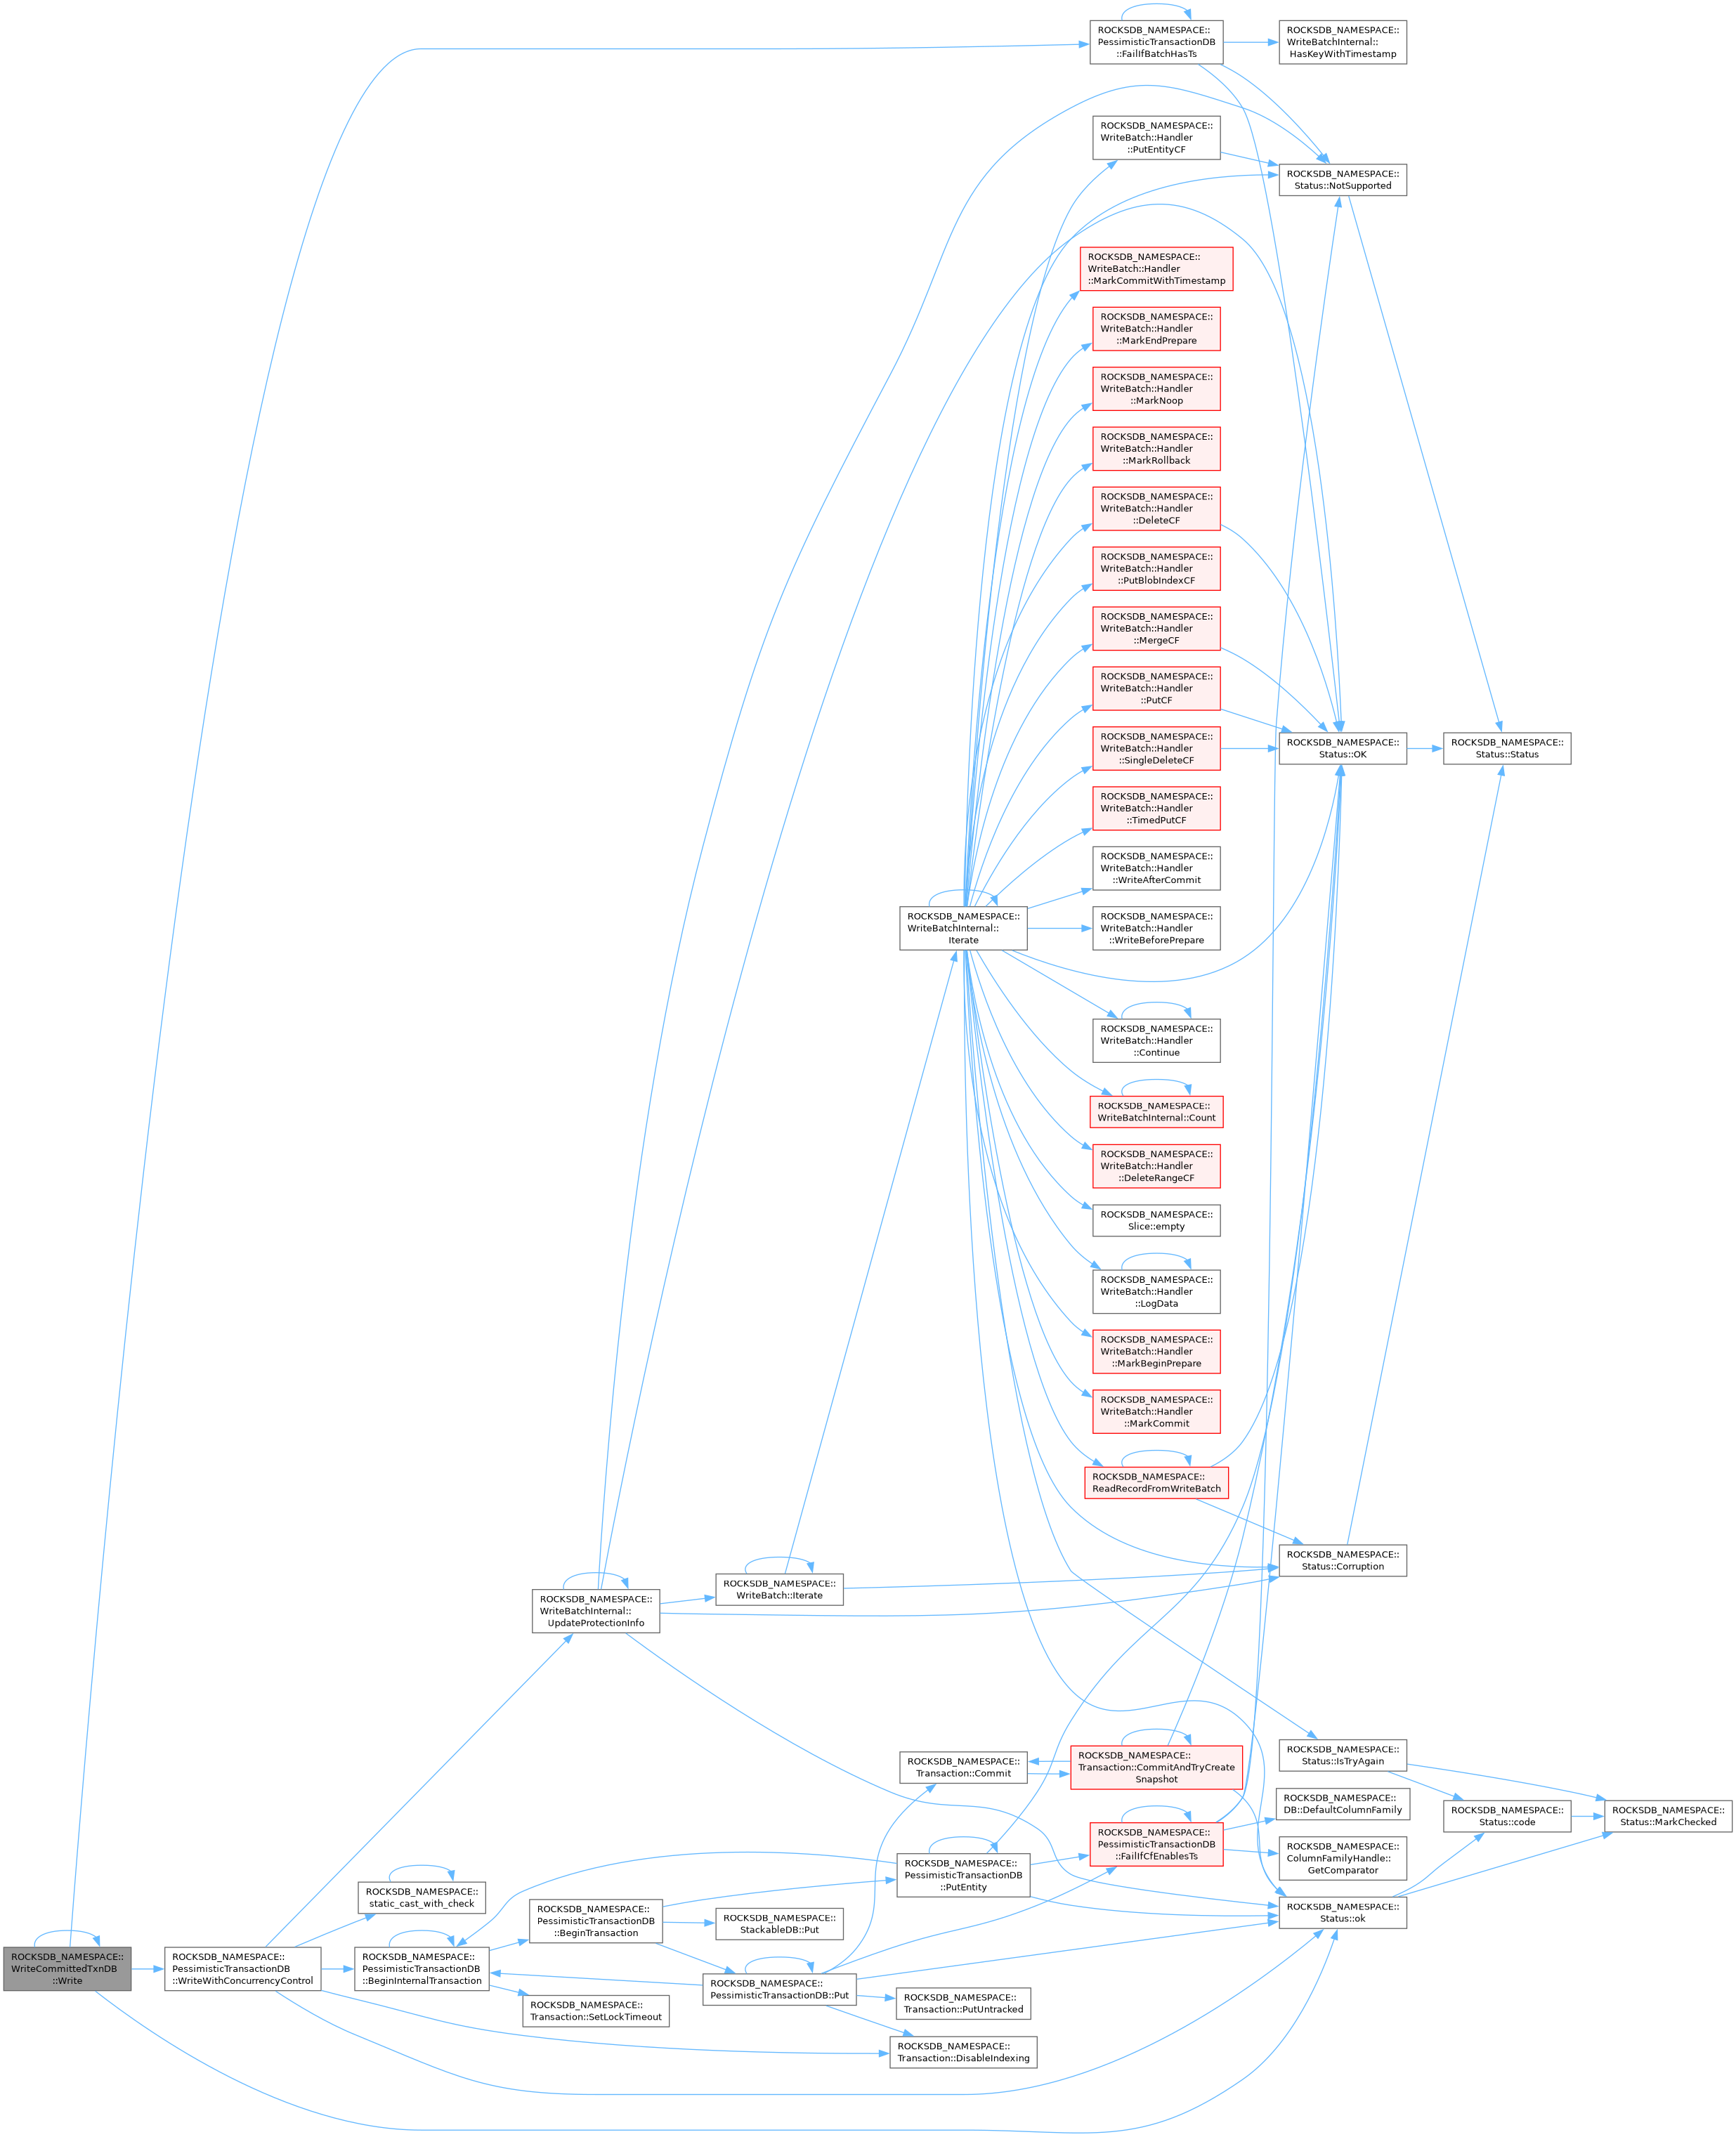 ROCKSDB_NAMESPACE::
PessimisticTransactionDB
::FailIfBatchHasTs
ROCKSDB_NAMESPACE::
WriteBatchInternal::
HasKeyWithTimestamp
ROCKSDB_NAMESPACE::
WriteBatch::Handler
::PutEntityCF
ROCKSDB_NAMESPACE::
Status::NotSupported
ROCKSDB_NAMESPACE::
WriteBatch::Handler
::MarkCommitWithTimestamp
ROCKSDB_NAMESPACE::
WriteBatch::Handler
::MarkEndPrepare
ROCKSDB_NAMESPACE::
WriteBatch::Handler
::MarkNoop
ROCKSDB_NAMESPACE::
WriteBatch::Handler
::MarkRollback
ROCKSDB_NAMESPACE::
WriteBatch::Handler
::DeleteCF
ROCKSDB_NAMESPACE::
WriteBatch::Handler
::PutBlobIndexCF
ROCKSDB_NAMESPACE::
WriteBatch::Handler
::MergeCF
ROCKSDB_NAMESPACE::
WriteBatch::Handler
::PutCF
ROCKSDB_NAMESPACE::
WriteBatch::Handler
::SingleDeleteCF
ROCKSDB_NAMESPACE::
Status::OK
ROCKSDB_NAMESPACE::
Status::Status
ROCKSDB_NAMESPACE::
WriteBatch::Handler
::TimedPutCF
ROCKSDB_NAMESPACE::
WriteBatch::Handler
::WriteAfterCommit
ROCKSDB_NAMESPACE::
WriteBatchInternal::
Iterate
ROCKSDB_NAMESPACE::
WriteBatch::Handler
::WriteBeforePrepare
ROCKSDB_NAMESPACE::
WriteBatch::Handler
::Continue
ROCKSDB_NAMESPACE::
WriteBatchInternal::Count
ROCKSDB_NAMESPACE::
WriteBatch::Handler
::DeleteRangeCF
ROCKSDB_NAMESPACE::
Slice::empty
ROCKSDB_NAMESPACE::
WriteBatch::Handler
::LogData
ROCKSDB_NAMESPACE::
WriteBatch::Handler
::MarkBeginPrepare
ROCKSDB_NAMESPACE::
WriteBatch::Handler
::MarkCommit
ROCKSDB_NAMESPACE::
ReadRecordFromWriteBatch
ROCKSDB_NAMESPACE::
Status::Corruption
ROCKSDB_NAMESPACE::
WriteBatch::Iterate
ROCKSDB_NAMESPACE::
WriteBatchInternal::
UpdateProtectionInfo
ROCKSDB_NAMESPACE::
Transaction::Commit
ROCKSDB_NAMESPACE::
Transaction::CommitAndTryCreate
Snapshot
ROCKSDB_NAMESPACE::
Status::IsTryAgain
ROCKSDB_NAMESPACE::
DB::DefaultColumnFamily
ROCKSDB_NAMESPACE::
Status::code
ROCKSDB_NAMESPACE::
Status::MarkChecked
ROCKSDB_NAMESPACE::
PessimisticTransactionDB
::FailIfCfEnablesTs
ROCKSDB_NAMESPACE::
ColumnFamilyHandle::
GetComparator
ROCKSDB_NAMESPACE::
PessimisticTransactionDB
::PutEntity
ROCKSDB_NAMESPACE::
static_cast_with_check
ROCKSDB_NAMESPACE::
PessimisticTransactionDB
::BeginTransaction
ROCKSDB_NAMESPACE::
StackableDB::Put
ROCKSDB_NAMESPACE::
Status::ok
ROCKSDB_NAMESPACE::
WriteCommittedTxnDB
::Write
ROCKSDB_NAMESPACE::
PessimisticTransactionDB
::WriteWithConcurrencyControl
ROCKSDB_NAMESPACE::
PessimisticTransactionDB
::BeginInternalTransaction
ROCKSDB_NAMESPACE::
PessimisticTransactionDB::Put
ROCKSDB_NAMESPACE::
Transaction::SetLockTimeout
ROCKSDB_NAMESPACE::
Transaction::PutUntracked
ROCKSDB_NAMESPACE::
Transaction::DisableIndexing